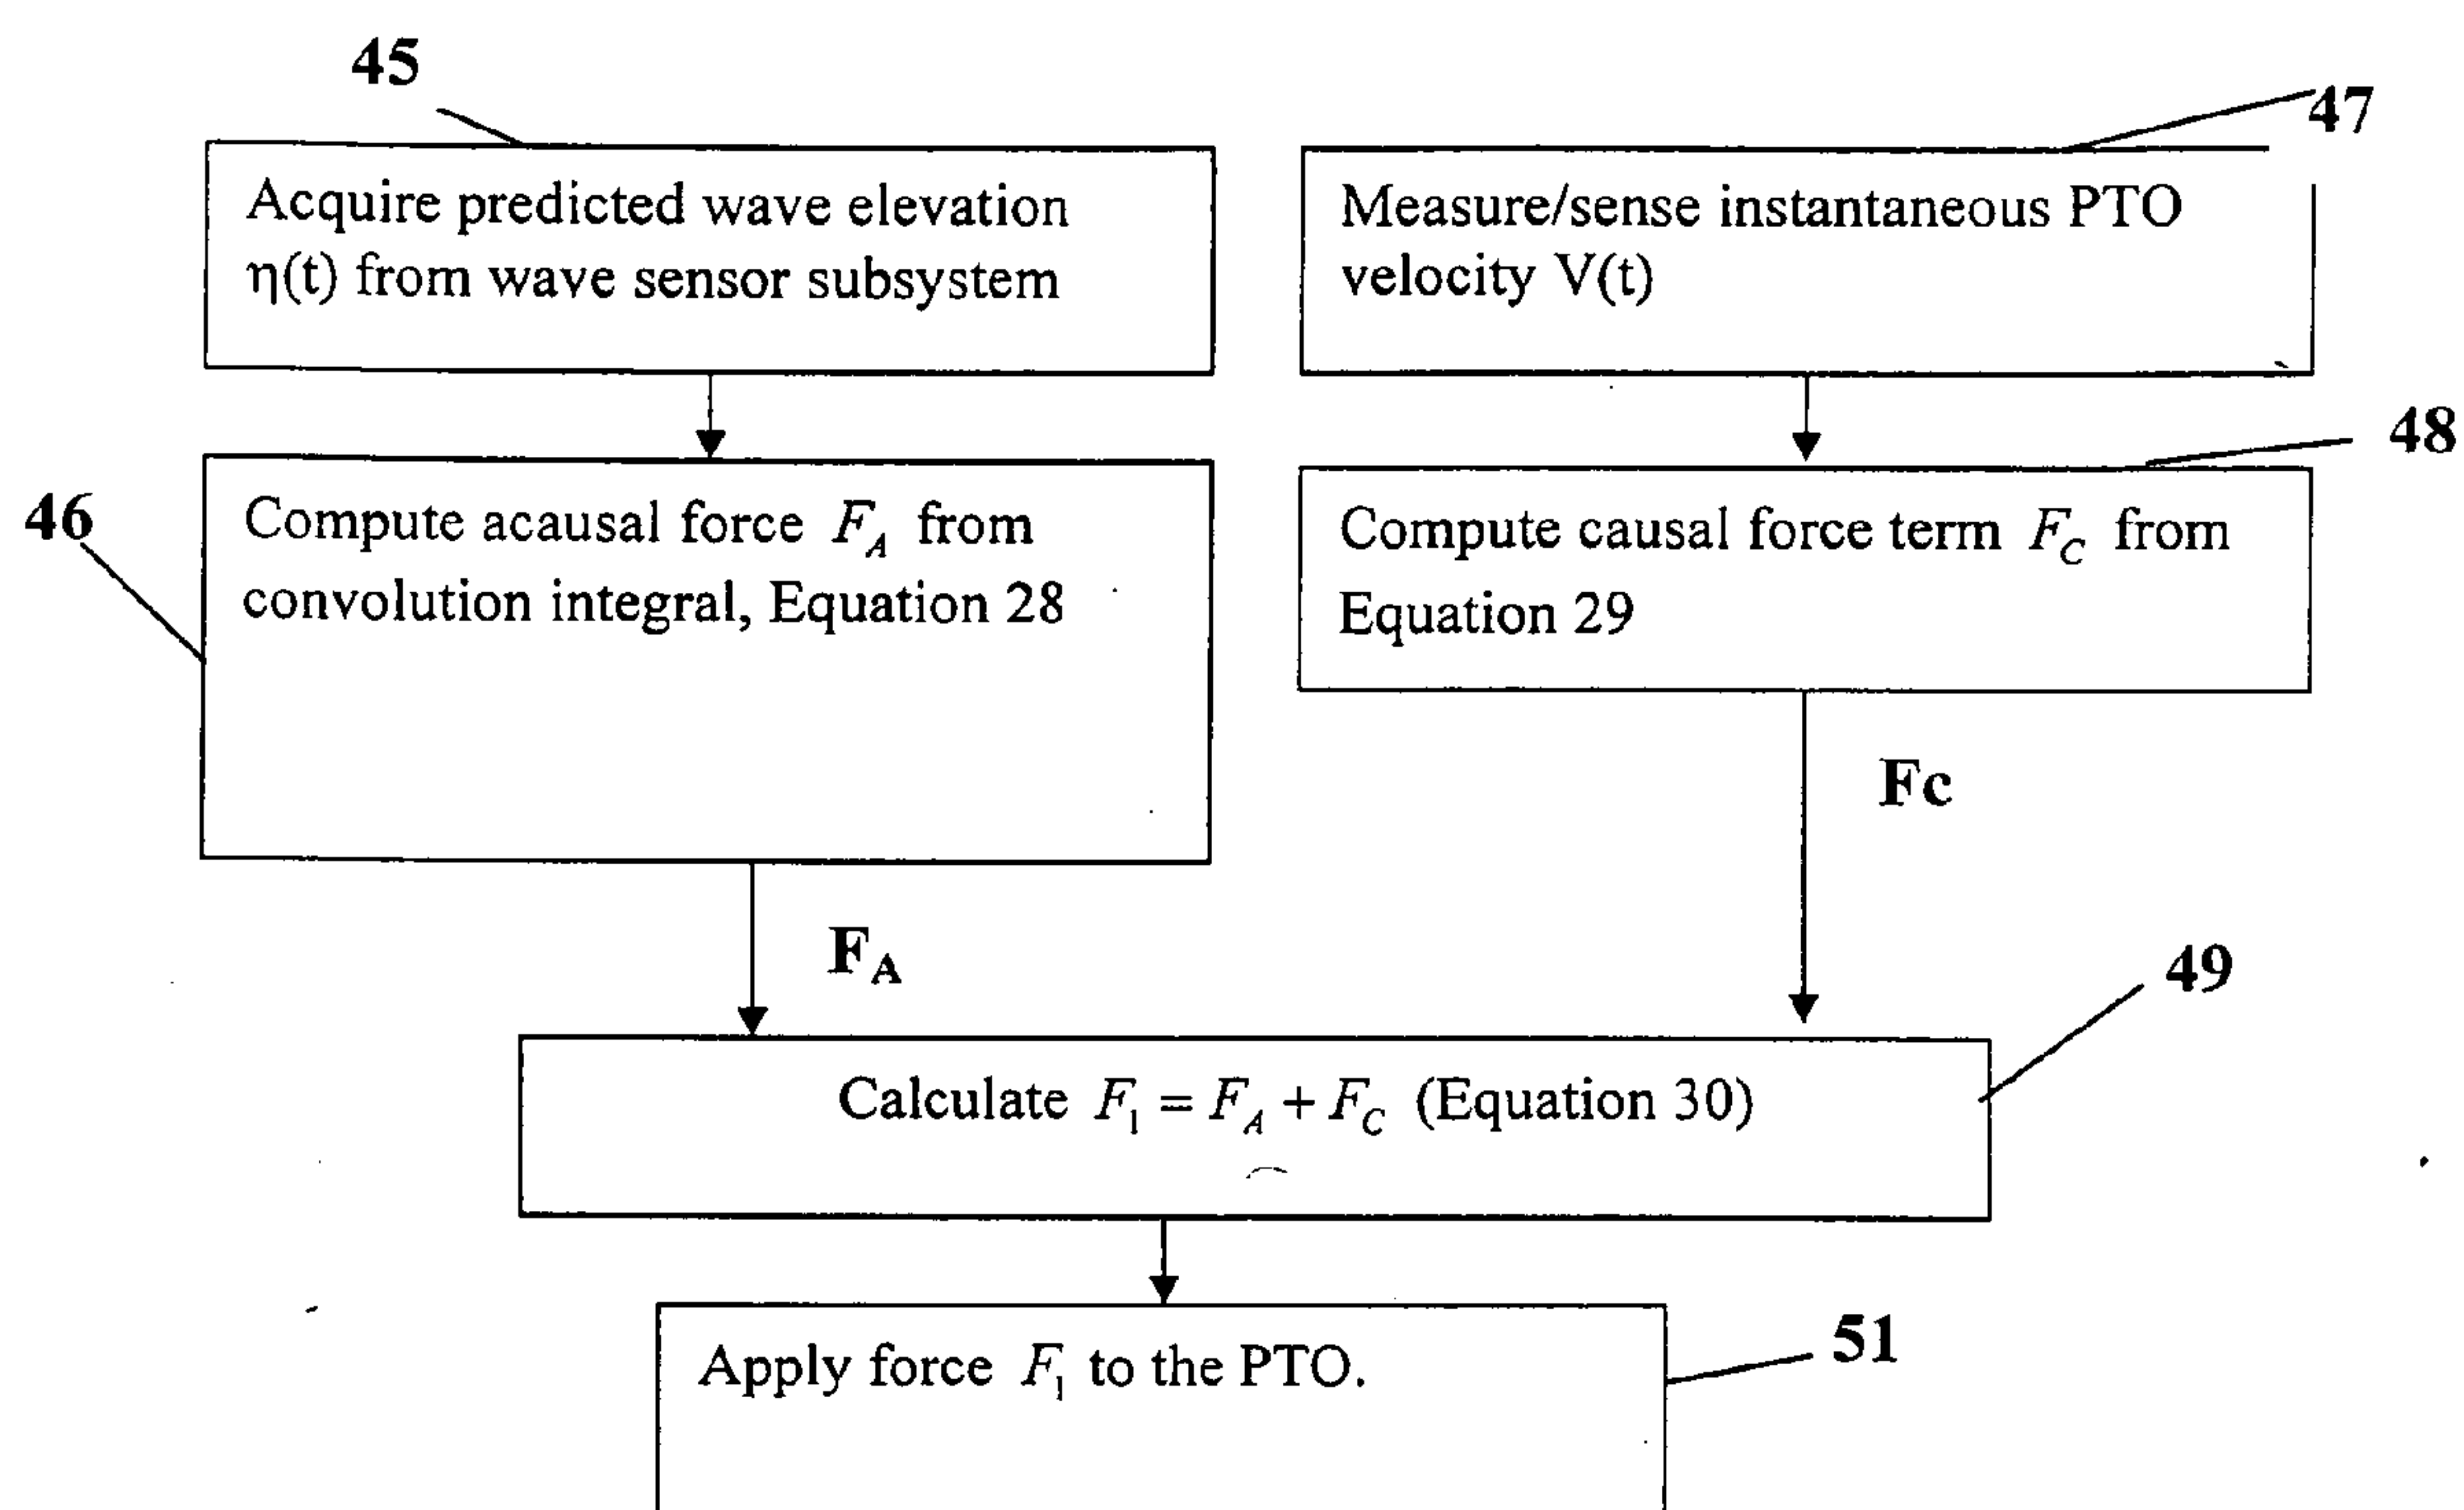 45
47
Acquire predicted wave elevation
η(t) from wave sensor subsystem
Measure/sense instantaneous PTO
velocity V(t)
48
46
Compute acausal force F_A from
convolution integral, Equation 28
Compute causal force term F_C from
Equation 29
Fc
F_A
49
Calculate F_1 = F_A + F_C (Equation 30)
51
Apply force F_1 to the PTO.